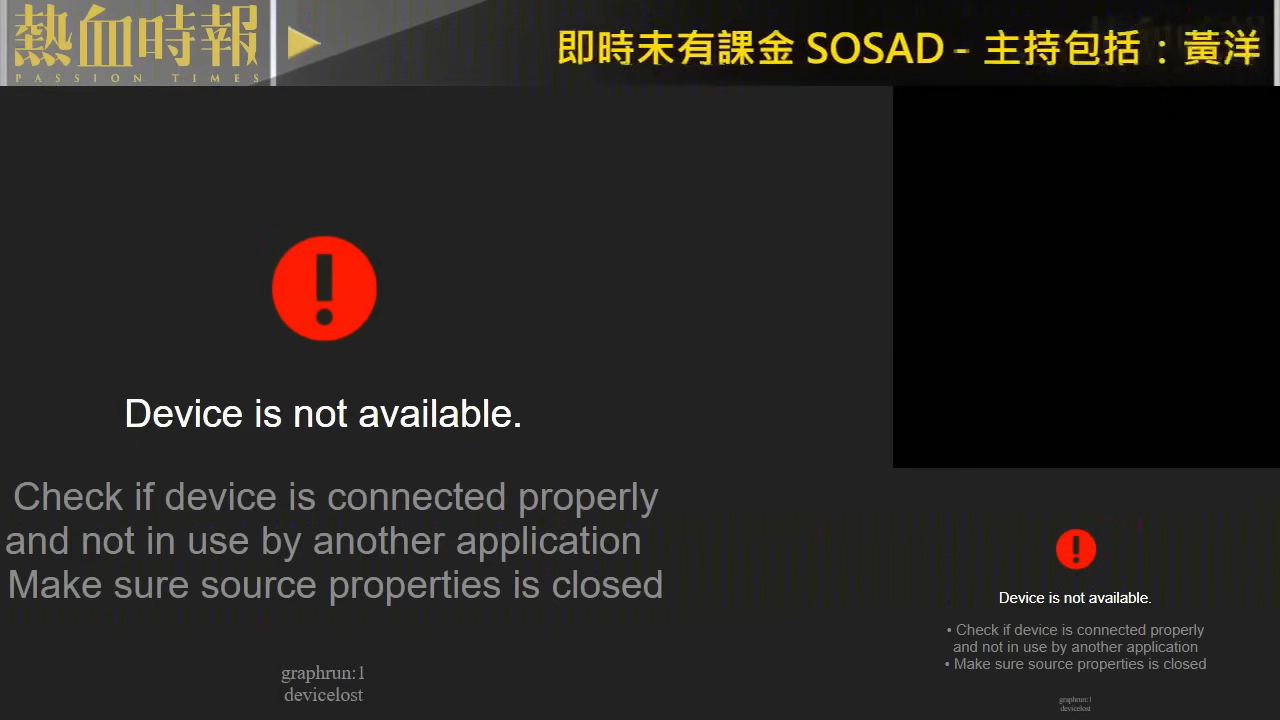 熱血時報
PASSION TIMES
即時未有課金 SOSAD - 主持包括：黃洋
Device is not available.
Check if device is connected properly
and not in use by another application
Make sure source properties is closed
graphrun:1
devicelost
Device is not available.
• Check if device is connected properly
and not in use by another application
• Make sure source properties is closed
graphrun:1
devicelost